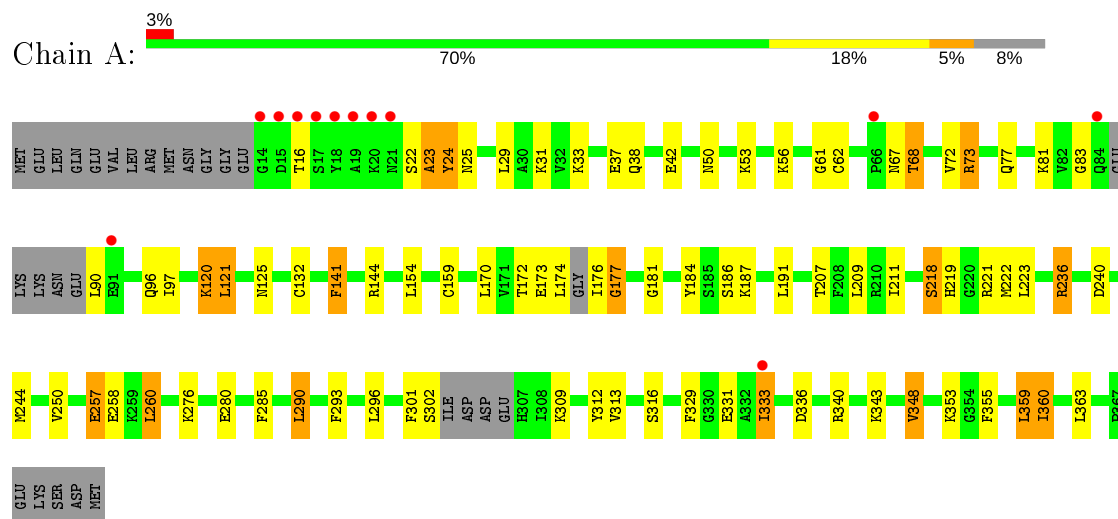 3%
Chain A:
70% 18% 5% 8%
MET GLU LEU GLN GLU VAL LEU ARG MET ASN GLY GLY GLU G14 D15 T16 S17 Y18 A19 K20 N21 S22 A23 Y24 N25 L29 A30 K31 V32 K33 E37 Q38 E42 N50 K53 K56 G61 C62 P66 N67 T68 V72 R73 Q77 K81 V82 G83 Q84 GLU
LYS LYS ASN GLU L90 E91 Q96 I97 K120 L121 N125 C132 F141 R144 L154 C159 L170 V171 T172 E173 L174 GLY I176 G177 G181 Y184 S185 S186 K187 L191 T207 F208 L209 R210 I211 S218 H219 G220 R221 M222 L223 R236 D240
M244 V250 E257 E258 K259 L260 K276 E280 F285 L290 F293 L296 F301 S302 ILE ASP ASP GLU H307 I308 K309 Y312 V313 S316 F329 G330 E331 A332 I333 D336 R340 K343 V348 K353 G354 F355 L359 I360 L363
GLU LYS SER ASP MET